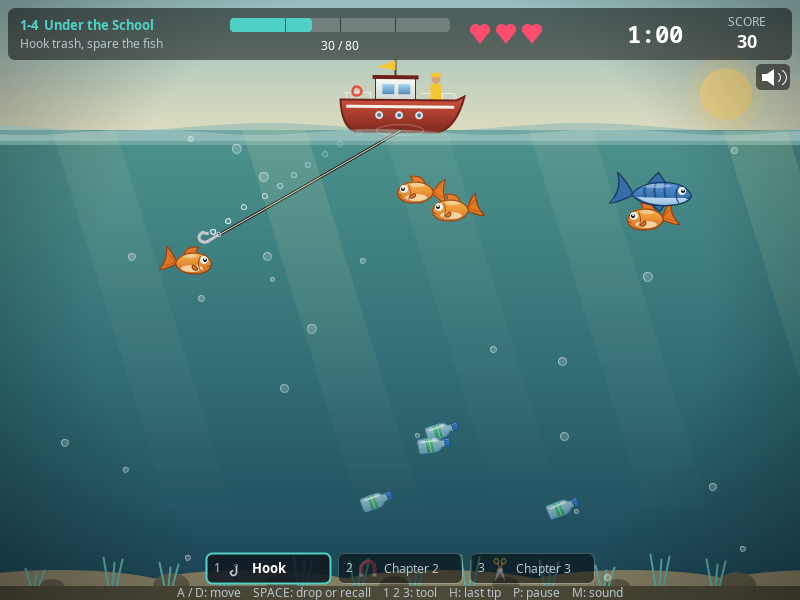 1-4 Under the School
Hook trash, spare the fish
30 / 80
1:00
SCORE
30
1 Hook
2 Chapter 2
3 Chapter 3
A / D: move SPACE: drop or recall 1 2 3: tool H: last tip P: pause M: sound